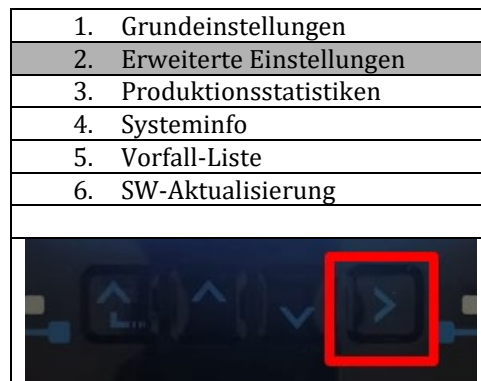 1. Grundeinstellungen
2. Erweiterte Einstellungen
3. Produktionsstatistiken
4. Systeminfo
5. Vorfall-Liste
6. SW-Aktualisierung